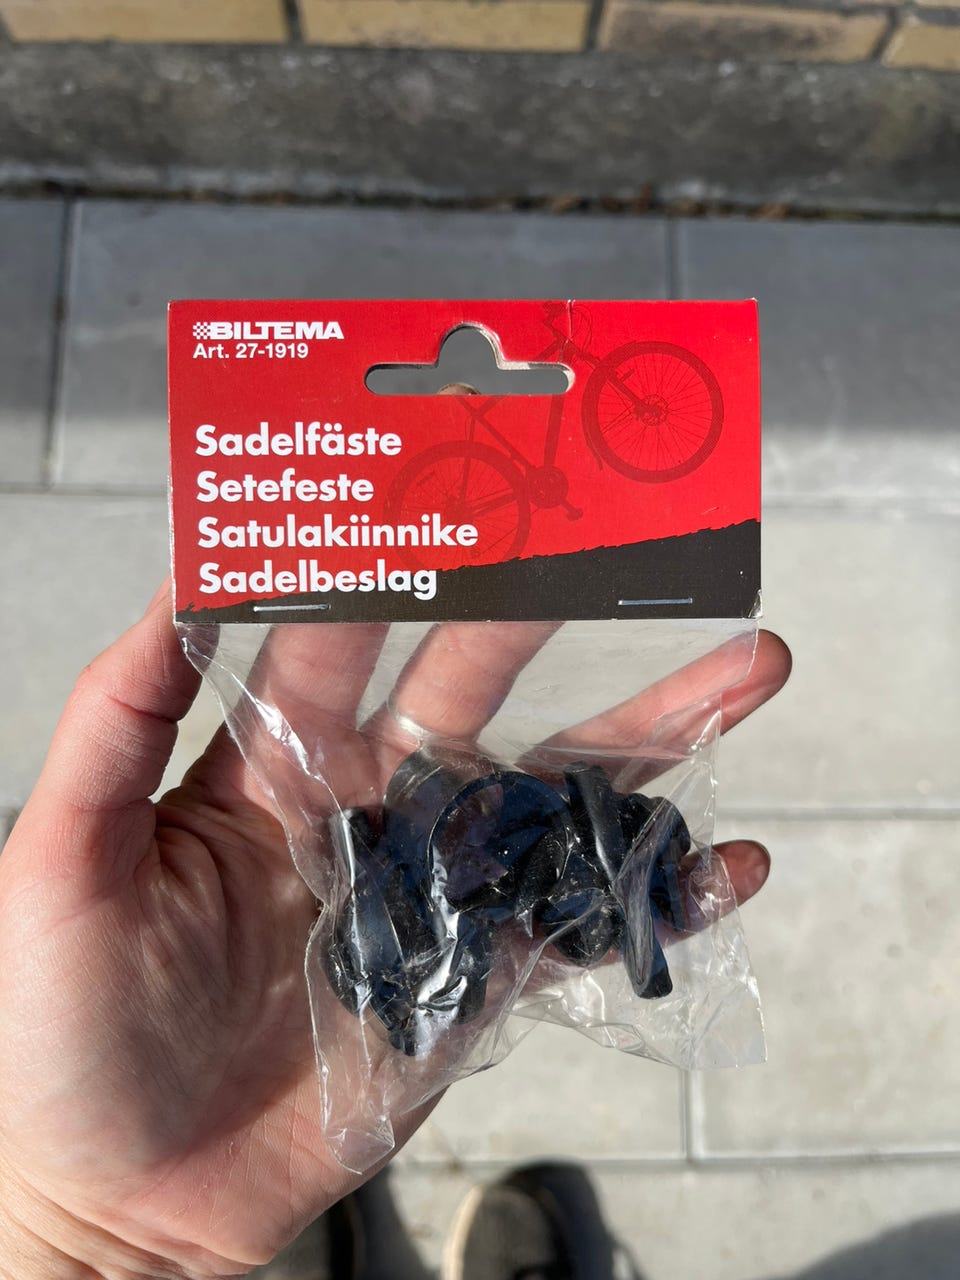 BILTEMA
Art. 27-1919
Sadelfäste
Setefeste
Satulakiinnike
Sadelbeslag